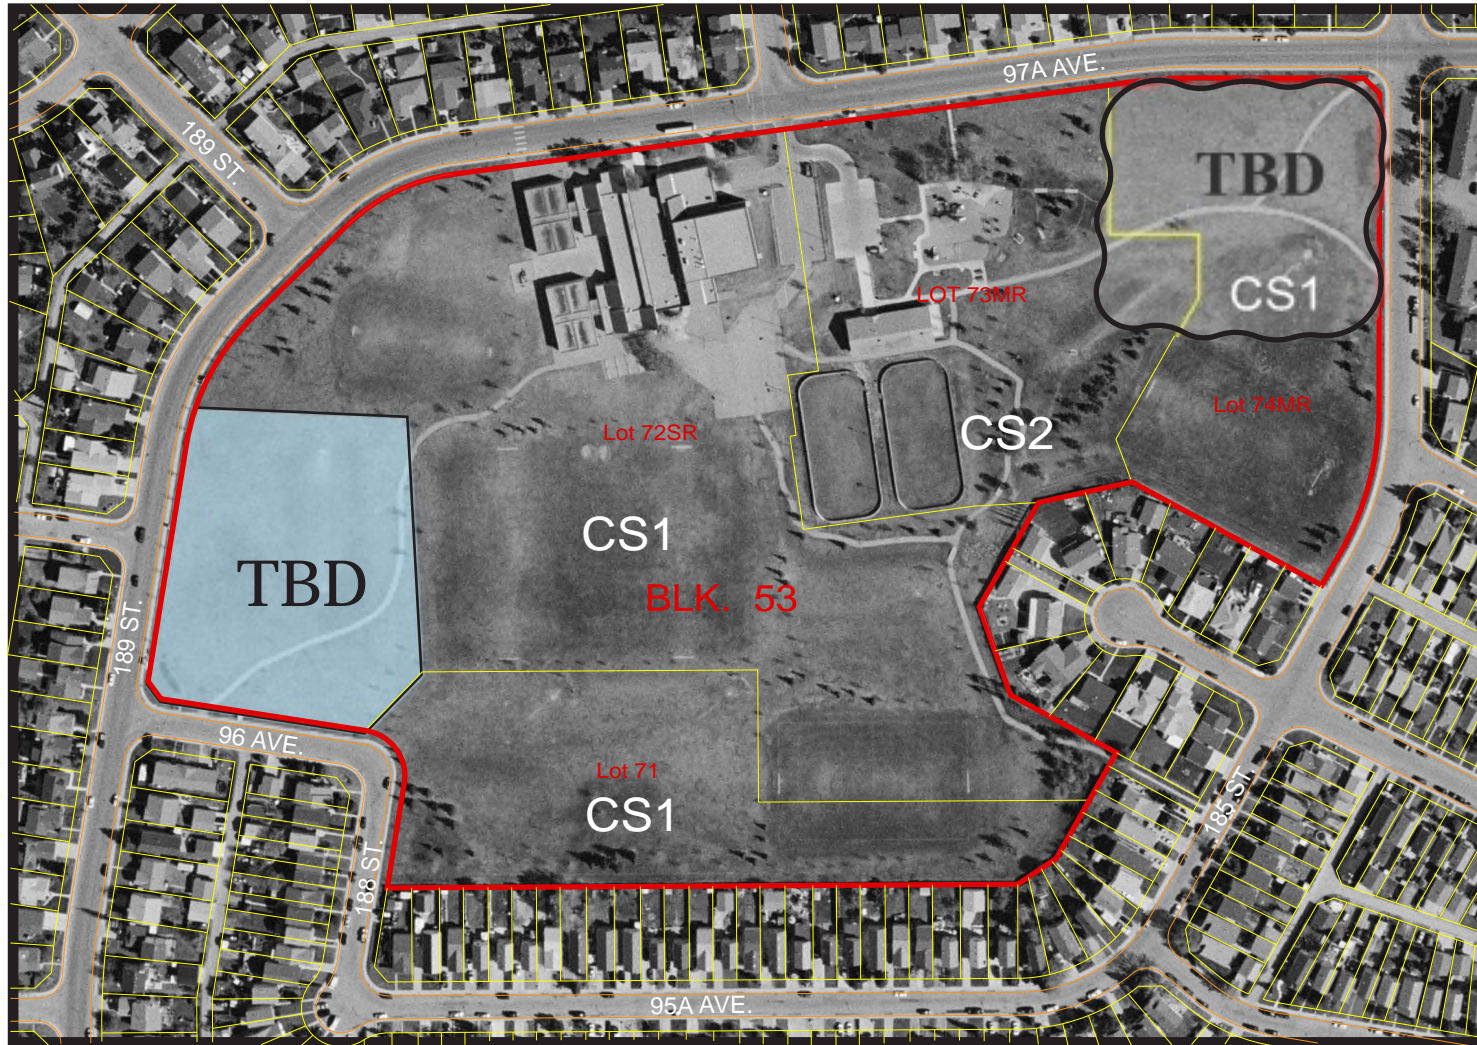 97A AVE.
189 ST.
TBD
CS1
LOT 73MR
Lot 74MR
Lot 72SR
CS2
CS1
TBD
BLK. 53
189 ST.
96 AVE.
Lot 71
CS1
185 ST.
188 ST.
95A AVE.